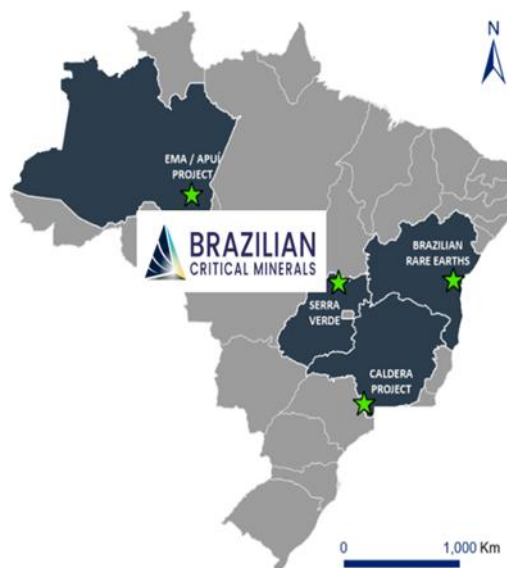 N
EMA / APUÍ
PROJECT
BRAZILIAN
CRITICAL MINERALS
BRAZILIAN
RARE EARTHS
SERRA
VERDE
CALDERA
PROJECT
0 1,000 Km